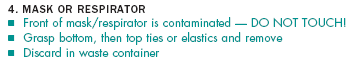 4. MASK OR RESPIRATOR
■ Front of mask/respirator is contaminated — DO NOT TOUCH!
■ Grasp bottom, then top ties or elastics and remove
■ Discard in waste container